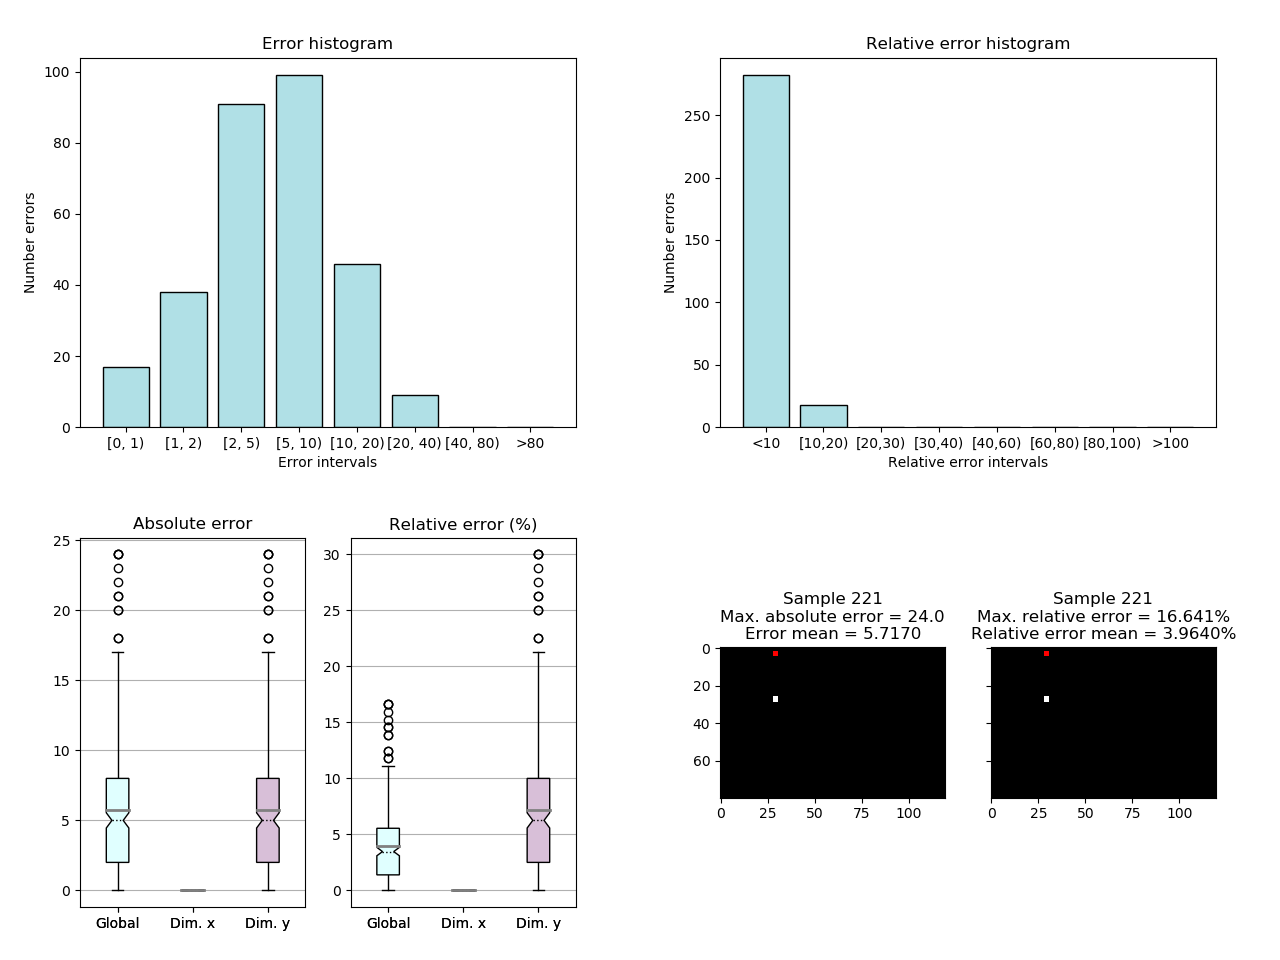 Error histogram
Number errors
100
80
60
40
20
0
[0, 1) [1, 2) [2, 5) [5, 10) [10, 20) [20, 40) [40, 80) >80
Error intervals
Relative error histogram
Number errors
250
200
150
100
50
0
<10 [10,20) [20,30) [30,40) [40,60) [60,80) [80,100) >100
Relative error intervals
Absolute error
25
20
15
10
5
0
Global Dim. x Dim. y
Relative error (%)
30
25
20
15
10
5
0
Global Dim. x Dim. y
Sample 221
Max. absolute error = 24.0
Error mean = 5.7170
0
20
40
60
0 25 50 75 100
Sample 221
Max. relative error = 16.641%
Relative error mean = 3.9640%
0 25 50 75 100